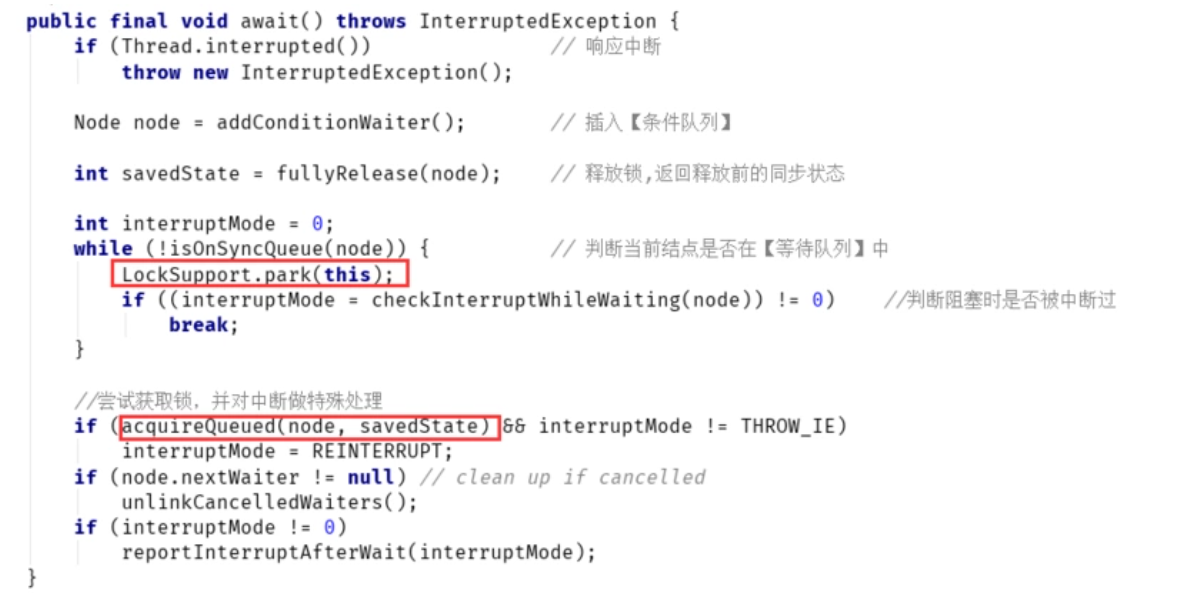 public final void await() throws InterruptedException {
if (Thread.interrupted()) // 响应中断
throw new InterruptedException();
Node node = addConditionWaiter(); // 插入【条件队列】
int savedState = fullyRelease(node); // 释放锁,返回释放前的同步状态
int interruptMode = 0;
while (!isOnSyncQueue(node)) { // 判断当前结点是否在【等待队列】中
LockSupport.park(this);
if ((interruptMode = checkInterruptWhileWaiting(node)) != 0) //判断阻塞时是否被中断过
break;
}
//尝试获取锁，并对中断做特殊处理
if (acquireQueued(node, savedState) && interruptMode != THROW_IE)
interruptMode = REINTERRUPT;
if (node.nextWaiter != null) // clean up if cancelled
unlinkCancelledWaiters();
if (interruptMode != 0)
reportInterruptAfterWait(interruptMode);
}